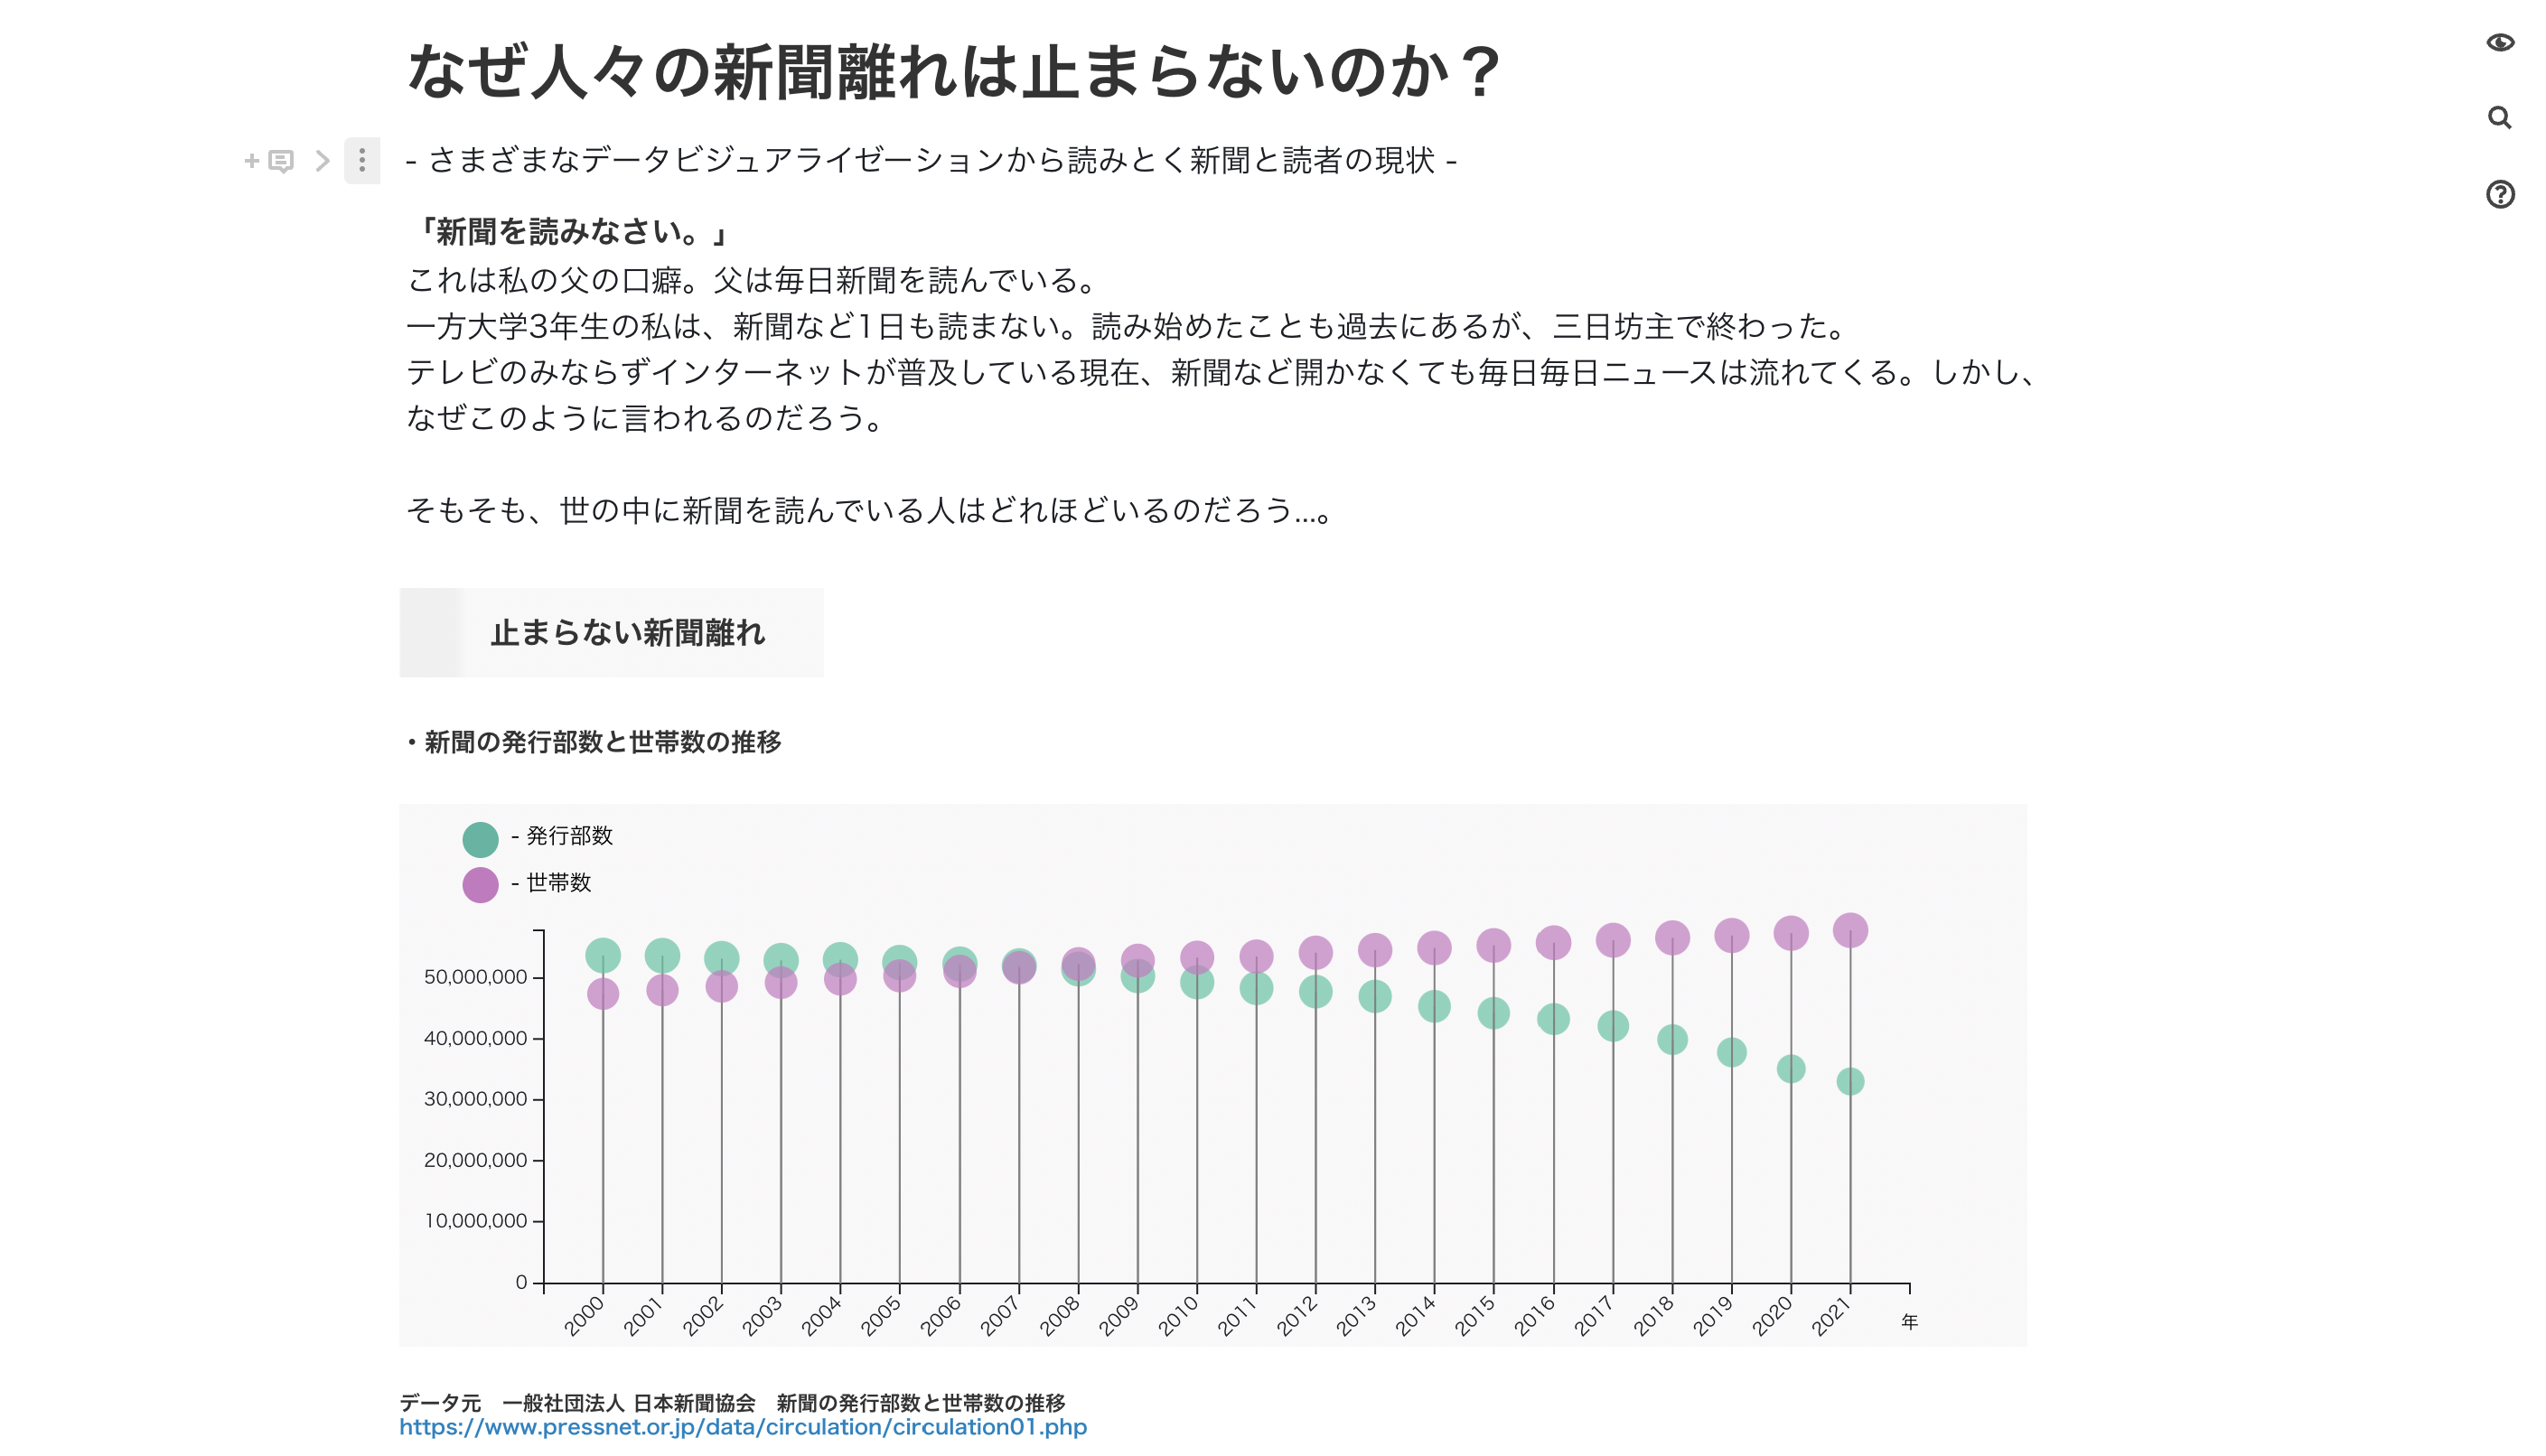 なぜ人々の新聞離れは止まらないのか？
- さまざまなデータビジュアライゼーションから読みとく新聞と読者の現状 -
「新聞を読みなさい。」
これは私の父の口癖。父は毎日新聞を読んでいる。
一方大学3年生の私は、新聞など1日も読まない。読み始めたことも過去にあるが、三日坊主で終わった。
テレビのみならずインターネットが普及している現在、新聞など開かなくても毎日毎日ニュースは流れてくる。しかし、
なぜこのように言われるのだろう。
そもそも、世の中に新聞を読んでいる人はどれほどいるのだろう...。
止まらない新聞離れ
・新聞の発行部数と世帯数の推移
- 発行部数
- 世帯数
50,000,000
40,000,000
30,000,000
20,000,000
10,000,000
0
2000 2001 2002 2003 2004 2005 2006 2007 2008 2009 2010 2011 2012 2013 2014 2015 2016 2017 2018 2019 2020 2021 年
データ元　一般社団法人 日本新聞協会　新聞の発行部数と世帯数の推移
https://www.pressnet.or.jp/data/circulation/circulation01.php